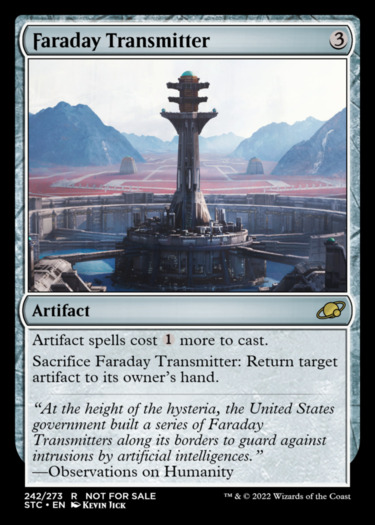 Faraday Transmitter 3
Artifact
Artifact spells cost 1 more to cast.
Sacrifice Faraday Transmitter: Return target
artifact to its owner's hand.
“At the height of the hysteria, the United States
government built a series of Faraday
Transmitters along its borders to guard against
intrusions by artificial intelligences.”
—Observations on Humanity
242/273 R NOT FOR SALE
STC • EN Kevin Jick
™ & © 2022 Wizards of the Coast